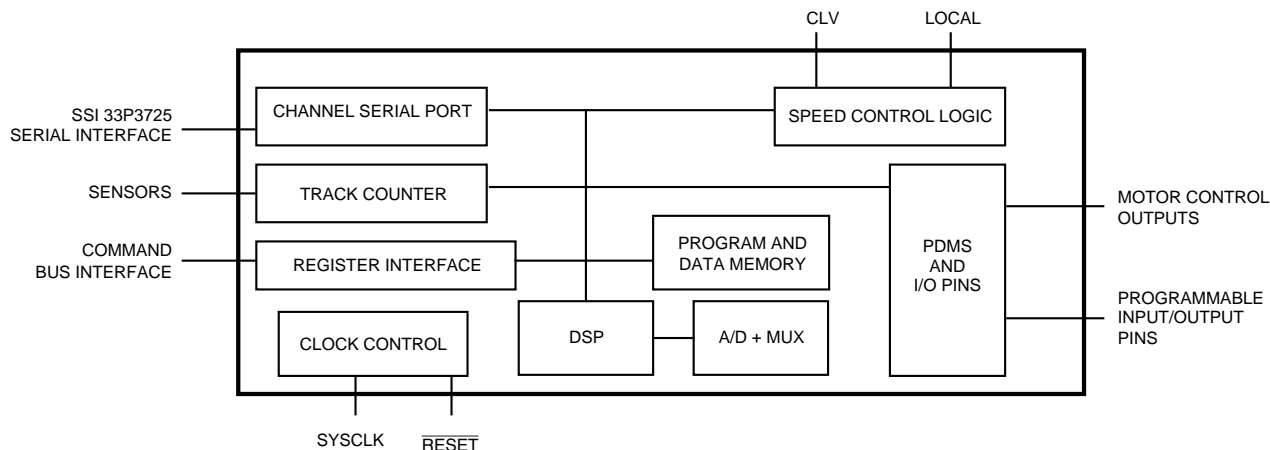 CLV
LOCAL
SSI 33P3725
SERIAL INTERFACE
CHANNEL SERIAL PORT
SPEED CONTROL LOGIC
SENSORS
TRACK COUNTER
MOTOR CONTROL
OUTPUTS
COMMAND
BUS INTERFACE
REGISTER INTERFACE
PROGRAM AND
DATA MEMORY
PDMS
AND
I/O PINS
PROGRAMMABLE
INPUT/OUTPUT
PINS
CLOCK CONTROL
DSP
A/D + MUX
SYSCLK
RESET